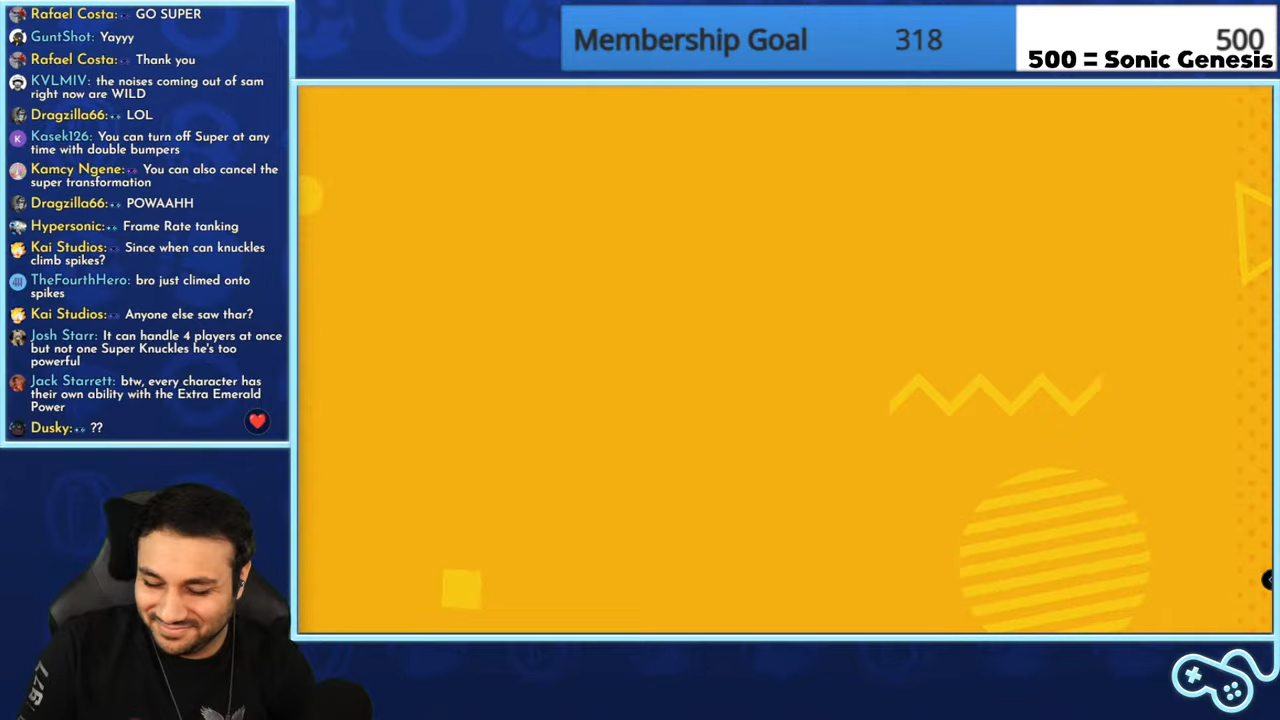 Rafael Costa: GO SUPER
GuntShot: Yayyy
Rafael Costa: Thank you
KVLMIV: the noises coming out of sam
right now are WILD
Dragzilla66: LOL
K Kasek126: You can turn off Super at any
time with double bumpers
Kamcy Ngene: You can also cancel the
super transformation
Dragzilla66: POWAAHH
Hypersonic: Frame Rate tanking
Kai Studios: Since when can knuckles
climb spikes?
TheFourthHero: bro just climed onto
spikes
Kai Studios: Anyone else saw thar?
Josh Starr: It can handle 4 players at once
but not one Super Knuckles he's too
powerful
Jack Starrett: btw, every character has
their own ability with the Extra Emerald
Power
Dusky: ??
Membership Goal 318 500
500 = Sonic Genesis